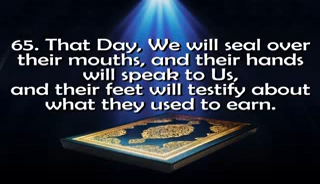 65. That Day, We will seal over
their mouths, and their hands
will speak to Us,
and their feet will testify about
what they used to earn.